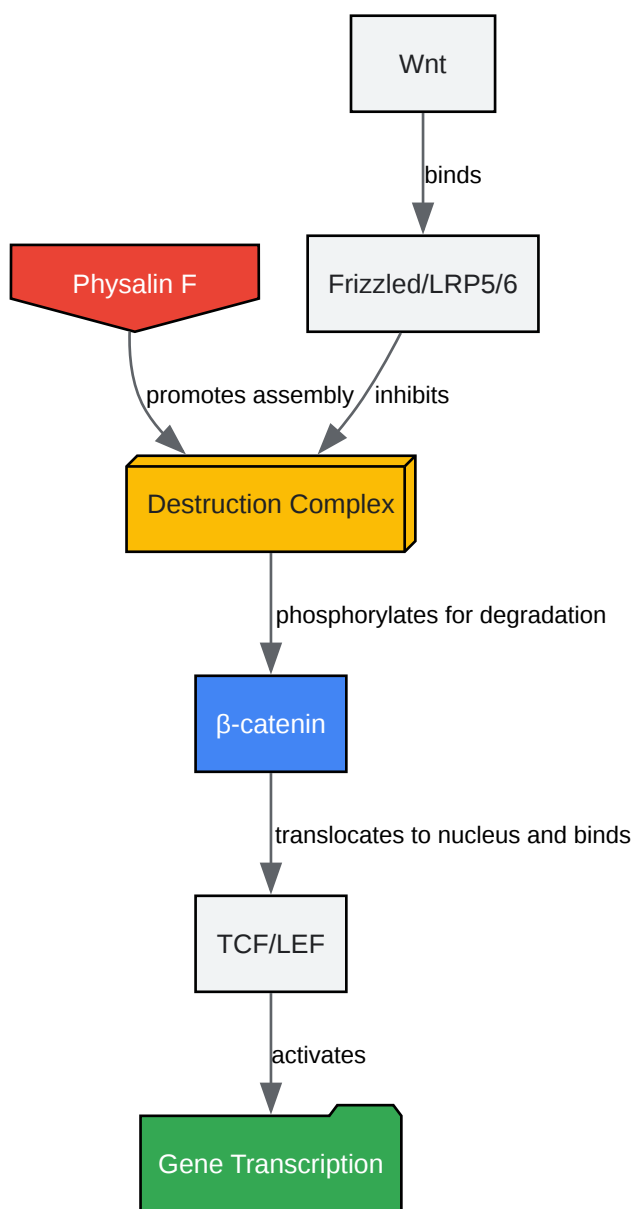 Wnt
binds
Physalin F
Frizzled/LRP5/6
promotes assembly
inhibits
Destruction Complex
phosphorylates for degradation
β-catenin
translocates to nucleus and binds
TCF/LEF
activates
Gene Transcription